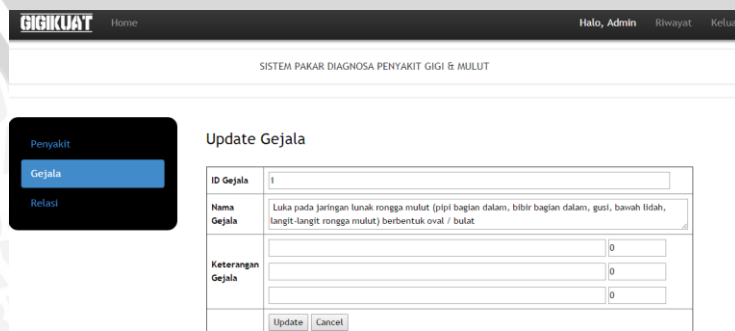 GIGIKUAT Home Halo, Admin Riwayat
SISTEM PAKAR DIAGNOSA PENYAKIT GIGI & MULUT
Penyakit
Gejala
Relasi
Update Gejala
ID Gejala 1
Nama Gejala
Luka pada jaringan lunak rongga mulut (pipi bagian dalam, bibir bagian dalam, gusi, bawah lidah,
langit-langit rongga mulut) berbentuk oval / bulat
Keterangan Gejala
0
0
0
Update Cancel